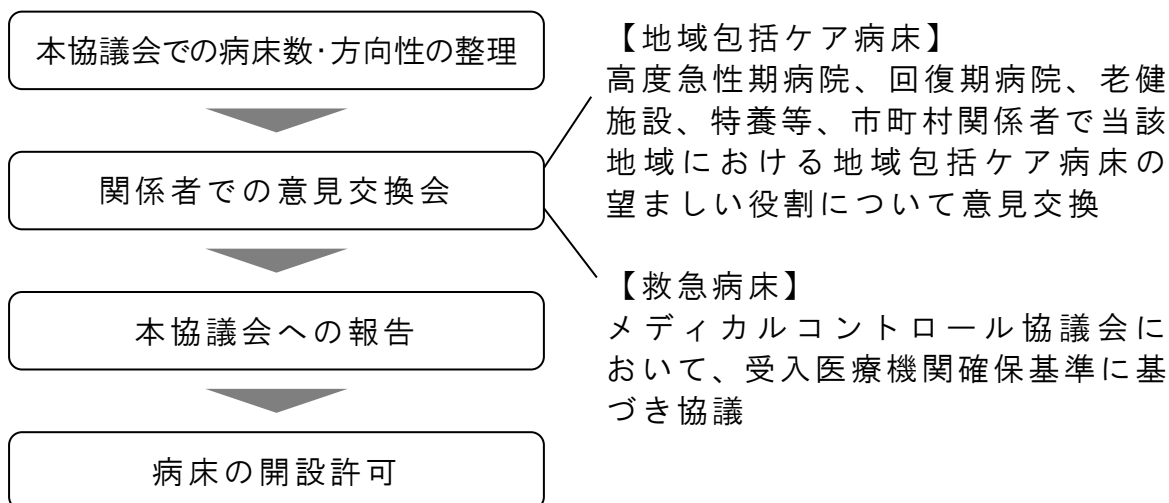 本協議会での病床数・方向性の整理
関係者での意見交換会
本協議会への報告
病床の開設許可
【地域包括ケア病床】
高度急性期病院、回復期病院、老健
施設、特養等、市町村関係者で当該
地域における地域包括ケア病床の
望ましい役割について意見交換
【救急病床】
メディカルコントロール協議会に
おいて、受入医療機関確保基準に基
づき協議